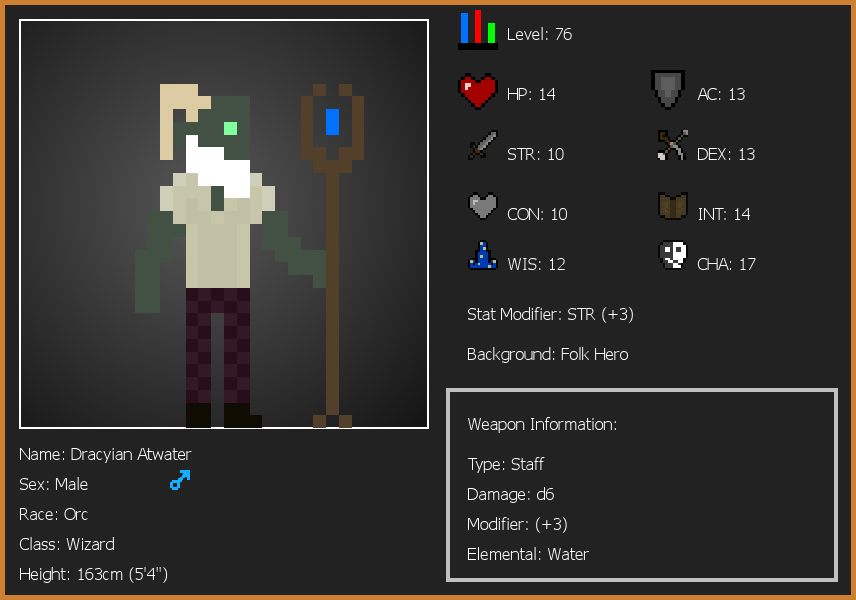 Level: 76
HP: 14
AC: 13
STR: 10
DEX: 13
CON: 10
INT: 14
WIS: 12
CHA: 17
Stat Modifier: STR (+3)
Background: Folk Hero
Weapon Information:
Type: Staff
Damage: d6
Modifier: (+3)
Elemental: Water
Name: Dracyian Atwater
Sex: Male
Race: Orc
Class: Wizard
Height: 163cm (5'4")